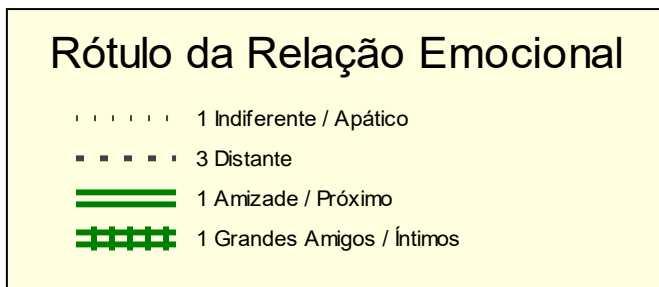 Rótulo da Relação Emocional
1 Indiferente / Apático
3 Distante
1 Amizade / Próximo
1 Grandes Amigos / Íntimos